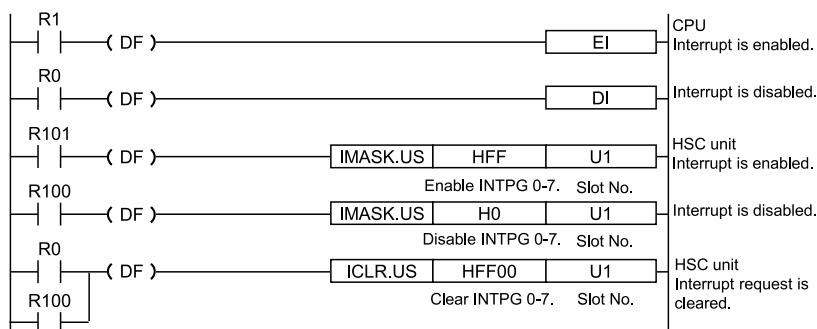 R1
( DF )
EI
CPU
Interrupt is enabled.
R0
( DF )
DI
Interrupt is disabled.
R101
( DF )
IMASK.US HFF U1
HSC unit
Interrupt is enabled.
Enable INTPG 0-7. Slot No.
R100
( DF )
IMASK.US H0 U1
Interrupt is disabled.
Disable INTPG 0-7. Slot No.
R0
( DF )
ICLR.US HFF00 U1
HSC unit
Interrupt request is
cleared.
Clear INTPG 0-7. Slot No.
R100